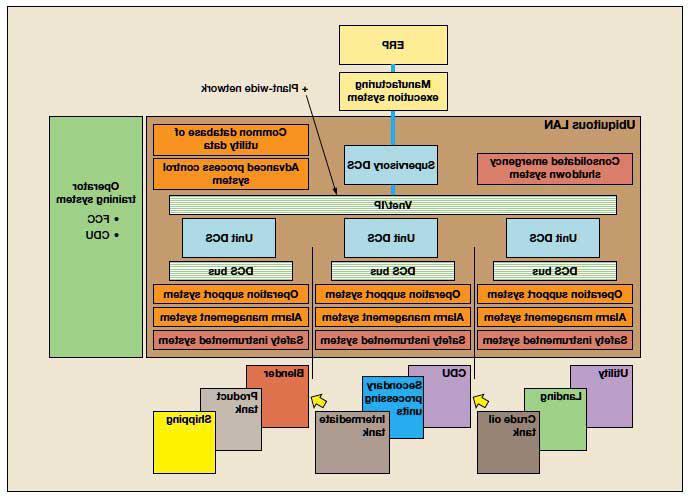 ERP
Manufacturing
execution system
+ Plant-wide network
Ubiquitous LAN
Consolidated emergency
shutdown system
Supervisory DCS
Common database of
utility data
Advanced process control
system
Operator
training system
• FCC
• CDU
Vnet/IP
Unit DCS
Unit DCS
Unit DCS
DCS bus
DCS bus
DCS bus
Operation support system
Operation support system
Operation support system
Alarm management system
Alarm management system
Alarm management system
Safety instrumented system
Safety instrumented system
Safety instrumented system
Utility
Landing
Crude oil
tank
CDU
Secondary
processing
units
Intermediate
tank
Blender
Product
tank
Shipping